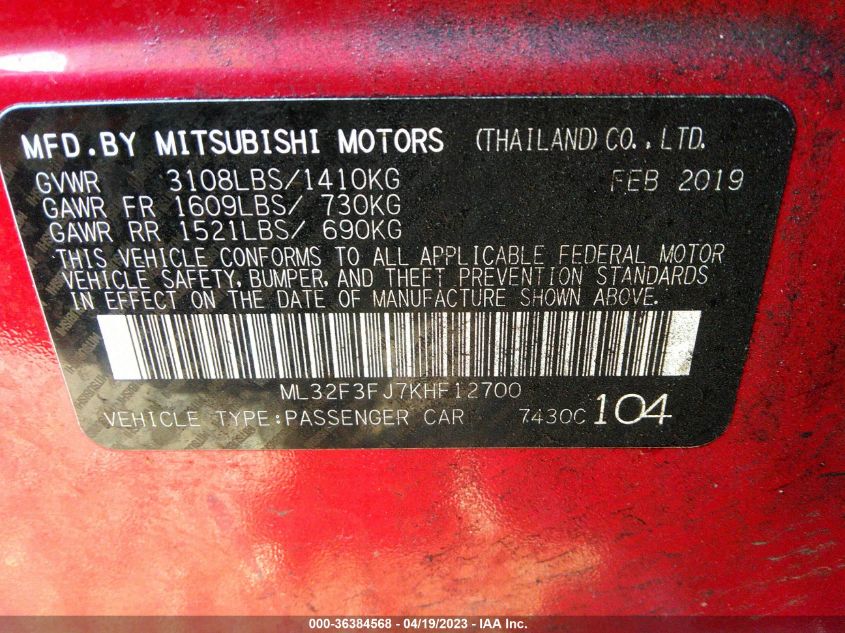 MFD.BY MITSUBISHI MOTORS (THAILAND)CO.,LTD.
GVWR 3108LBS/1410KG FEB 2019
GAWR FR 1609LBS/ 730KG
GAWR RR 1521LBS/ 690KG
THIS VEHICLE CONFORMS TO ALL APPLICABLE FEDERAL MOTOR
VEHICLE SAFETY, BUMPER, AND THEFT PREVENTION STANDARDS
IN EFFECT ON THE DATE OF MANUFACTURE SHOWN ABOVE.
ML32F3FJ7KHF12700
VEHICLE TYPE:PASSENGER CAR 7430C 104
000-36384568 - 04/19/2023 - IAA Inc.